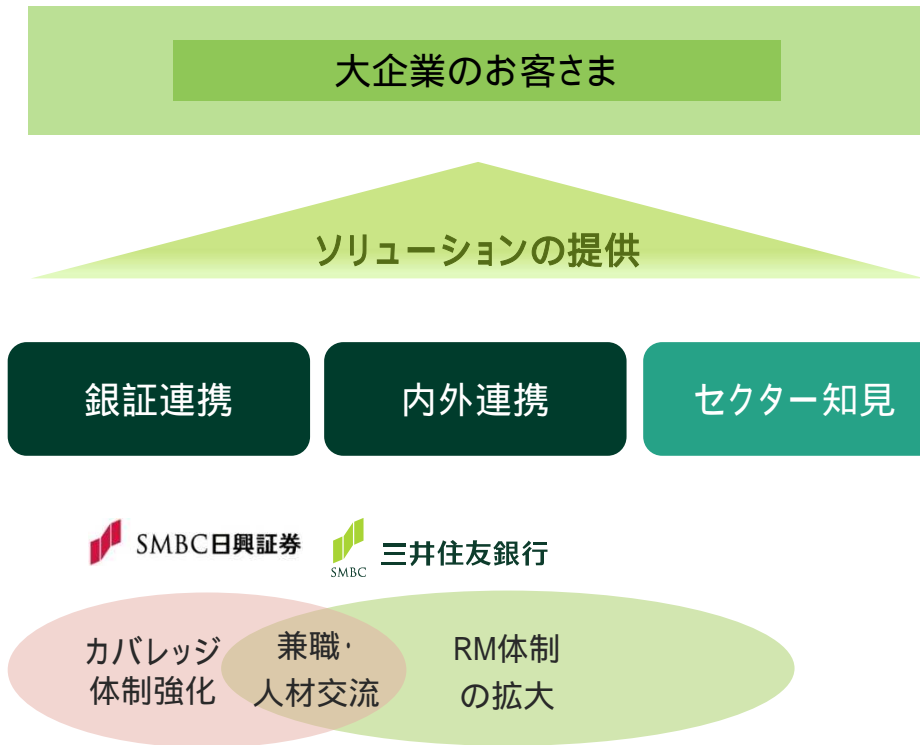 大企業のお客さま
ソリューションの提供
銀証連携
内外連携
セクター知見
SMBC日興証券
SMBC
三井住友銀行
カバレッジ
体制強化
兼職・
人材交流
RM体制
の拡大